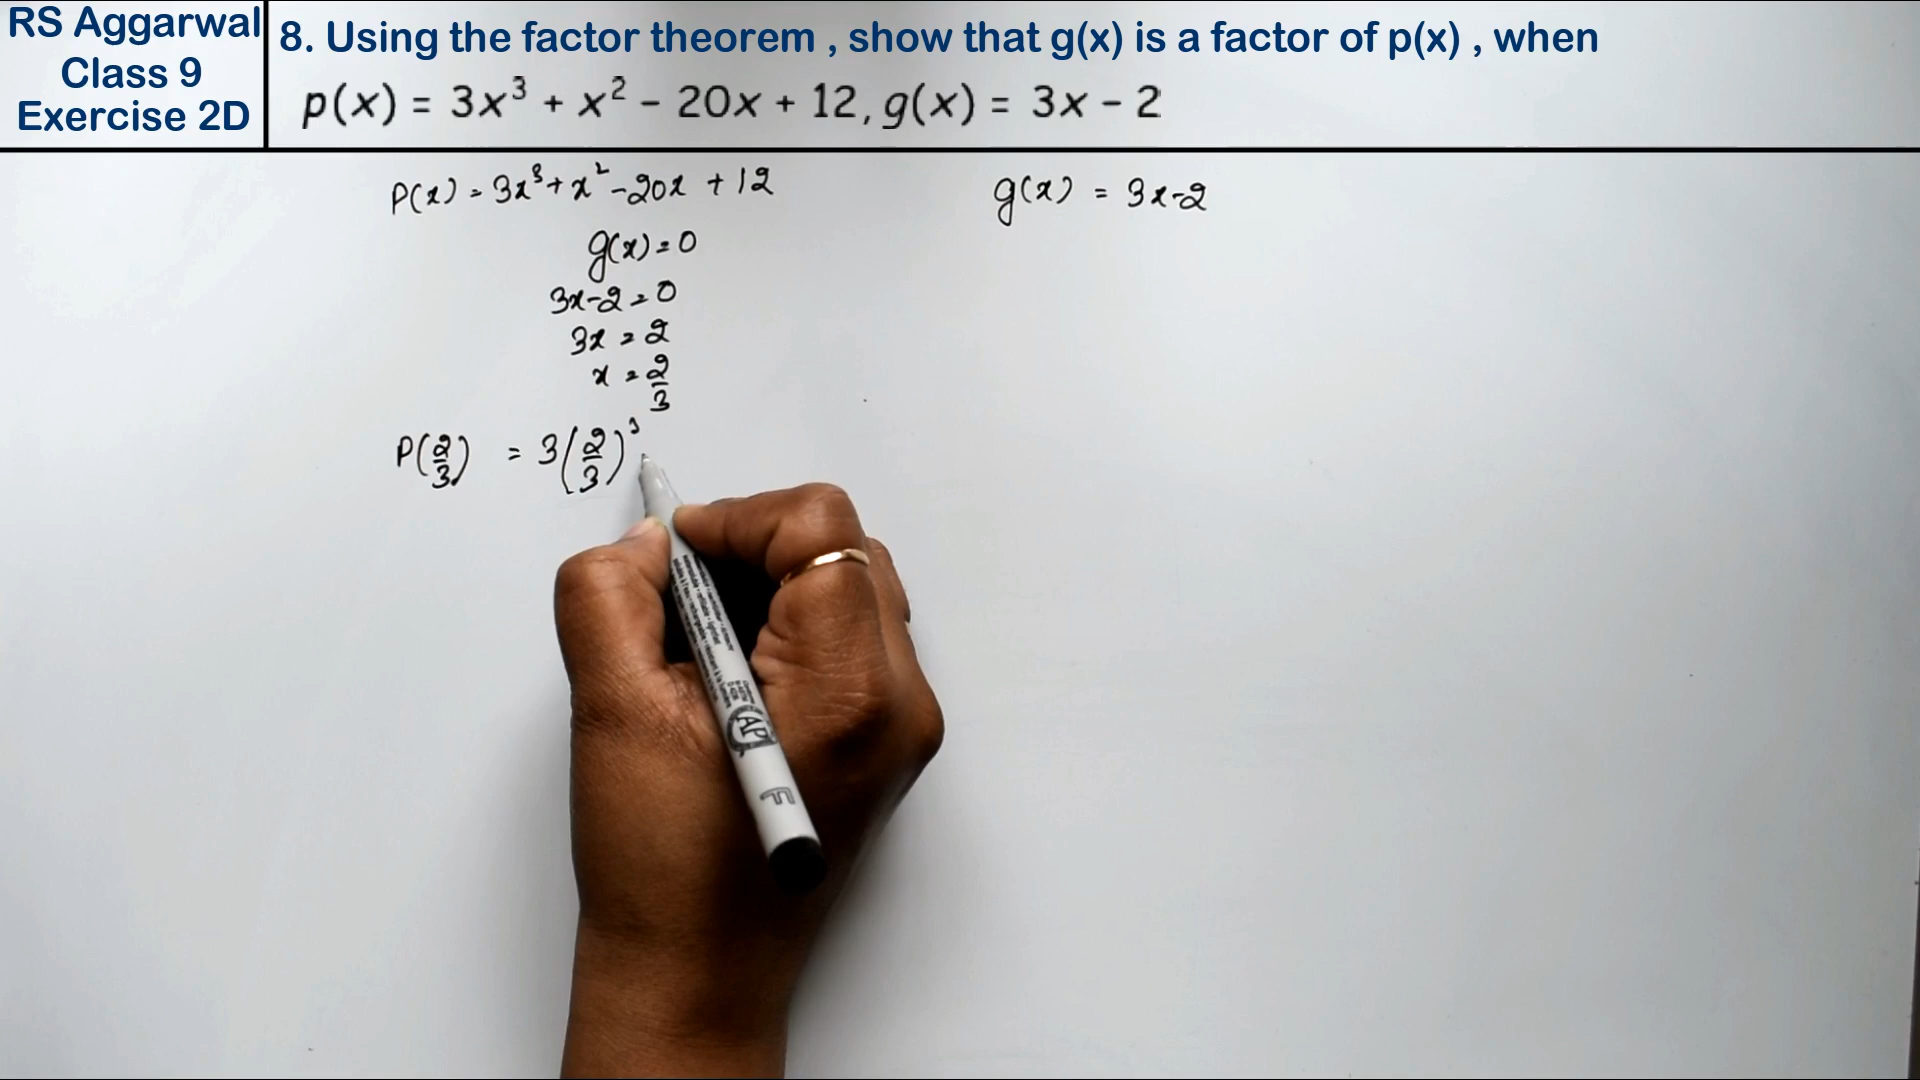 RS Aggarwal
Class 9
Exercise 2D
8. Using the factor theorem , show that g(x) is a factor of p(x) , when
p(x) = 3x³ + x² - 20x + 12, g(x) = 3x - 2
P(x) = 3x³ + x² - 20x + 12
g(x) = 3x-2
g(x) = 0
3x-2 = 0
3x = 2
x = 2/3
P(2/3) = 3(2/3)³
AP
F